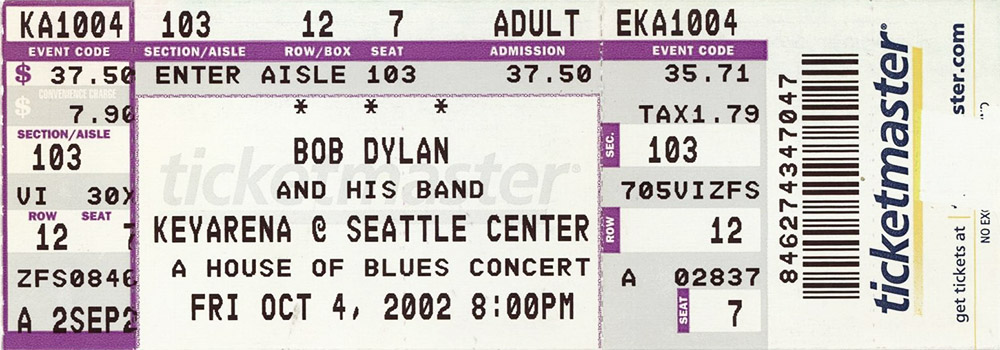 KA1004 103 12 7 ADULT EKA1004
EVENT CODE SECTION/AISLE ROW/BOX SEAT ADMISSION EVENT CODE
$ 37.50 ENTER AISLE 103 37.50 35.71
CONVENIENCE CHARGE
$ 7.90
* * *
TAX1.79
SECTION/AISLE
103
BOB DYLAN
SEC. 103
ticketmaster®
VI 30X
AND HIS BAND
705VIZFS
ROW SEAT
12 7
KEYARENA @ SEATTLE CENTER
ROW 12
ZFS0846
A HOUSE OF BLUES CONCERT
A 02837
A 2SEP2
FRI OCT 4, 2002 8:00PM
SEAT 7
846274347047
ticketmaster®
get tickets at
ster.com
NO EX